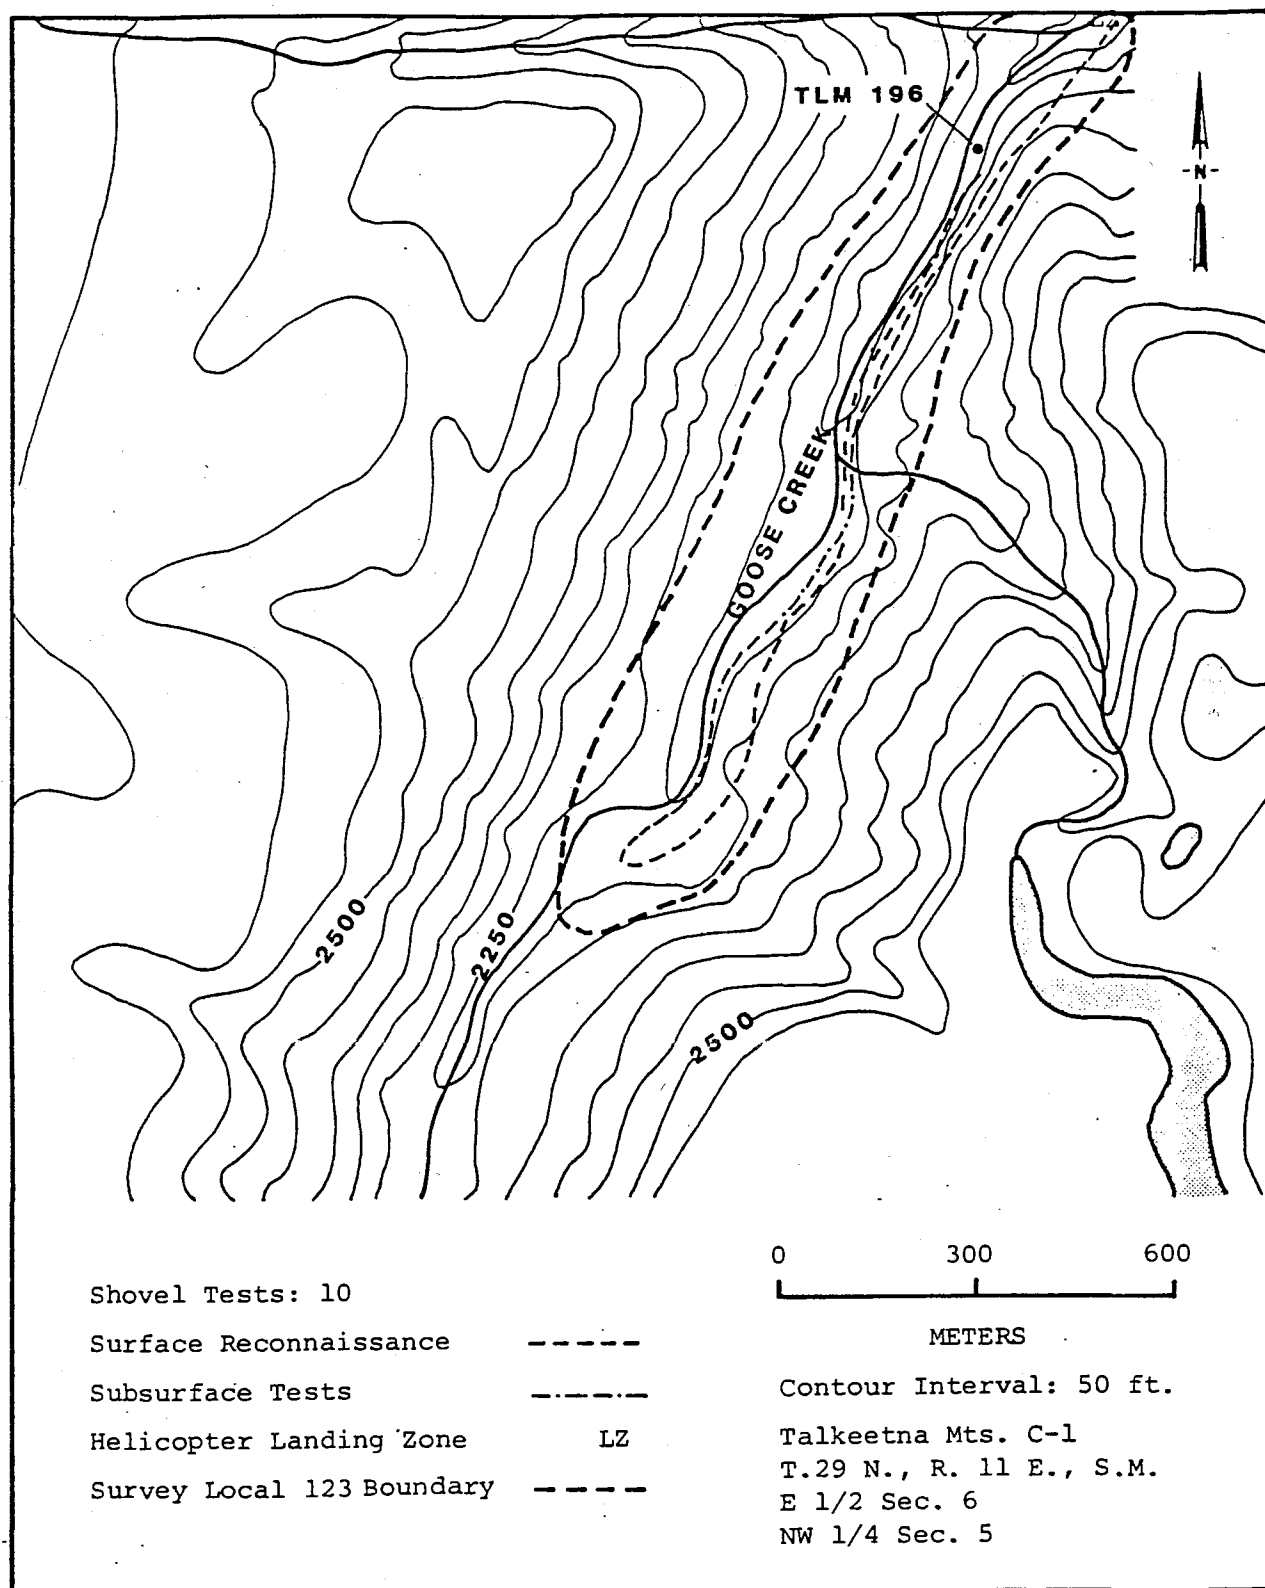 TLM 196
-N-
GOOSE CREEK
2500
2250
2500
0 300 600
METERS
Shovel Tests: 10
Surface Reconnaissance
Subsurface Tests
Helicopter Landing Zone LZ
Survey Local 123 Boundary
Contour Interval: 50 ft.
Talkeetna Mts. C-1
T.29 N., R. 11 E., S.M.
E 1/2 Sec. 6
NW 1/4 Sec. 5